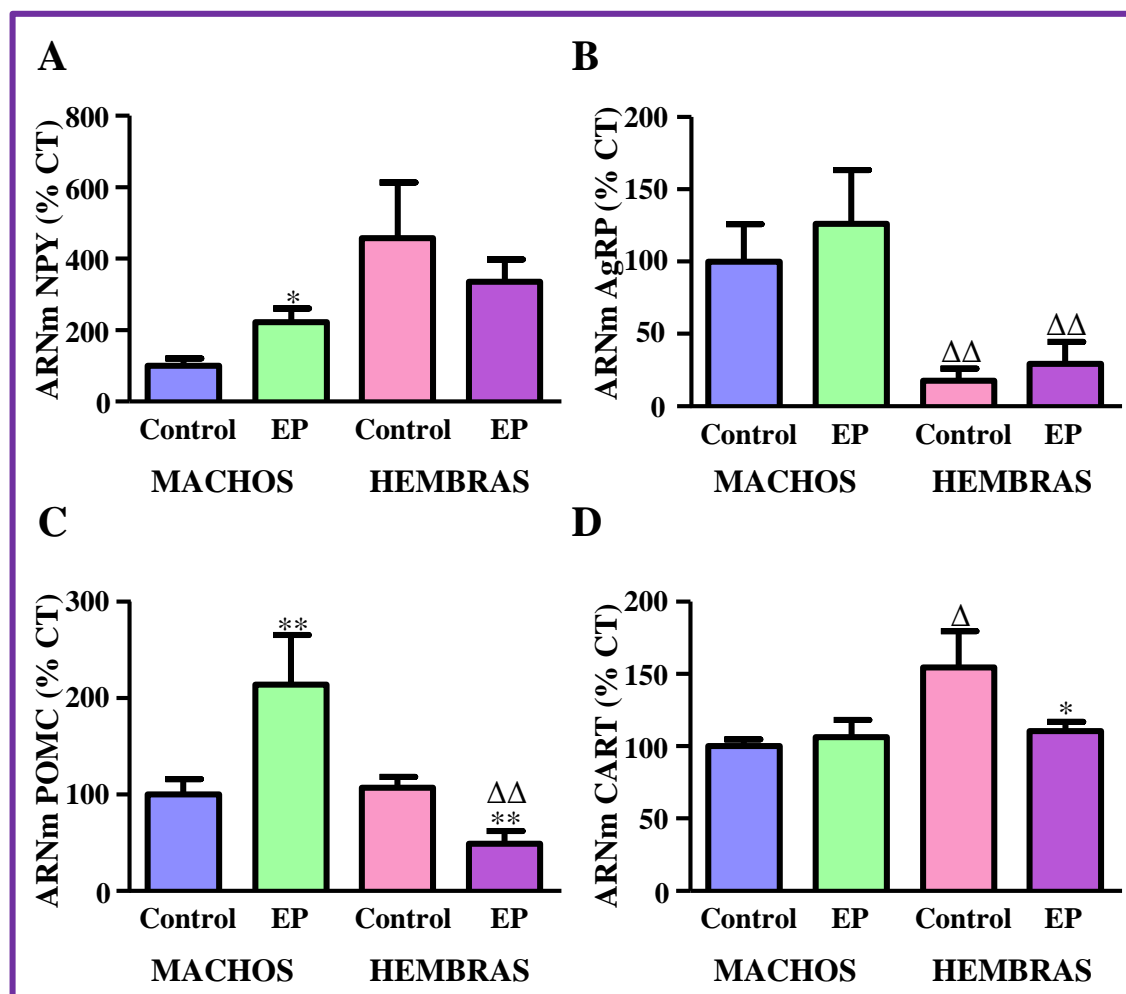 A
ARNm NPY (% CT)
800
600
400
200
0
*
Control EP Control EP
MACHOS HEMBRAS
B
ARNm AgRP (% CT)
200
150
100
50
0
ΔΔ ΔΔ
Control EP Control EP
MACHOS HEMBRAS
C
ARNm POMC (% CT)
300
200
100
0
**
ΔΔ
**
Control EP Control EP
MACHOS HEMBRAS
D
ARNm CART (% CT)
200
150
100
50
0
Δ
*
Control EP Control EP
MACHOS HEMBRAS